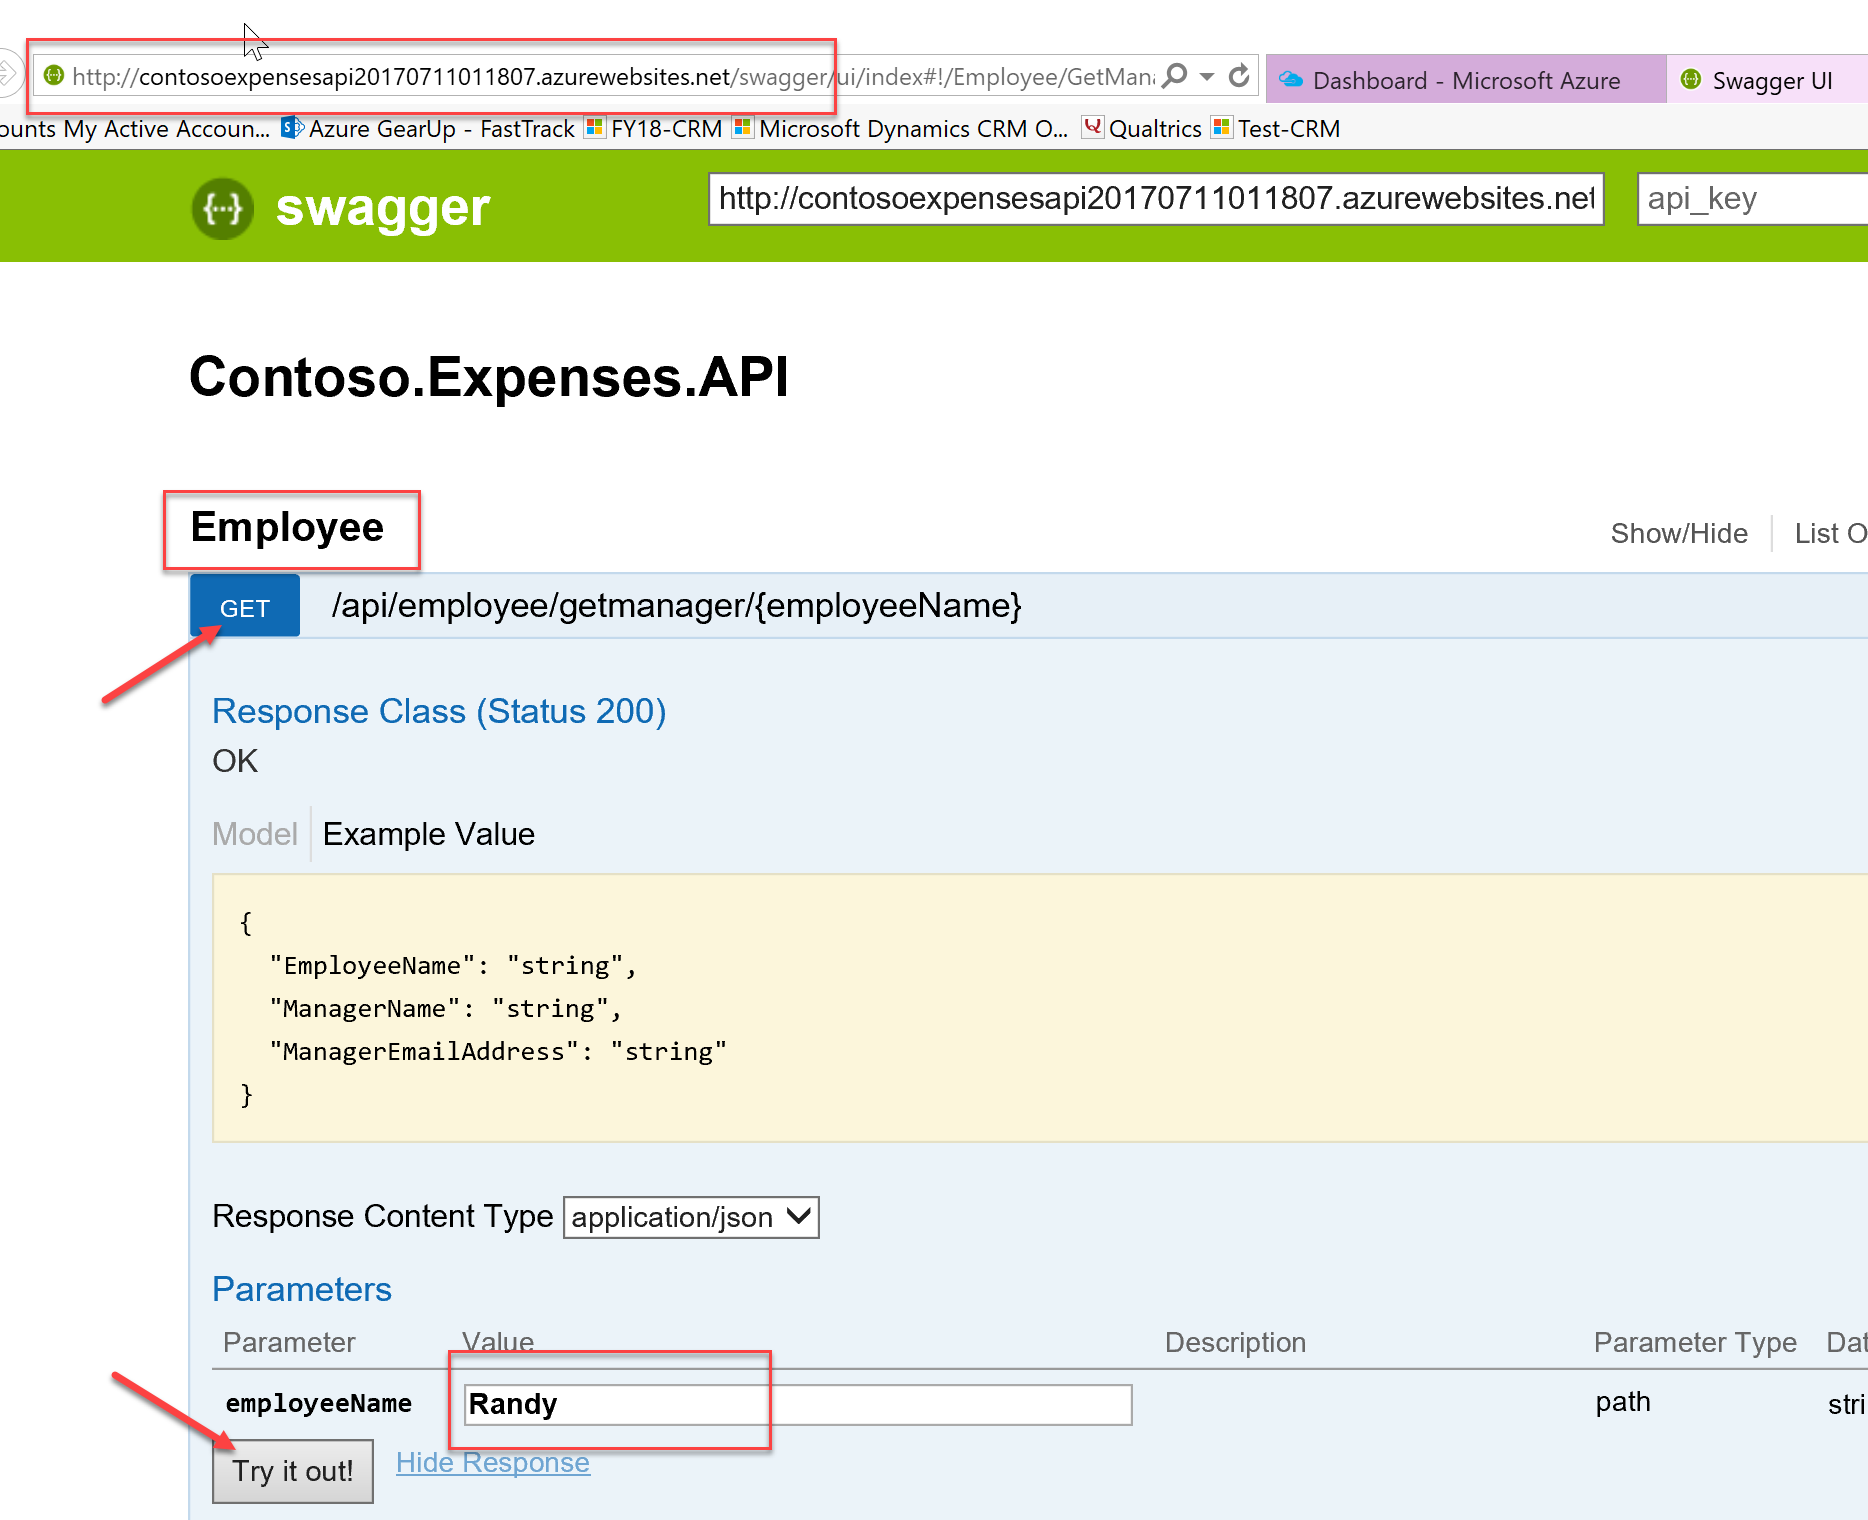 http://contosoexpensesapi20170711011807.azurewebsites.net/swagger/ui/index#!/Employee/GetMana
Dashboard - Microsoft Azure
Swagger UI
ounts My Active Accoun... Azure GearUp - FastTrack FY18-CRM Microsoft Dynamics CRM O... Qualtrics Test-CRM
{···} swagger
http://contosoexpensesapi20170711011807.azurewebsites.net
api_key
Contoso.Expenses.API
Employee
Show/Hide
List O
GET /api/employee/getmanager/{employeeName}
Response Class (Status 200)
OK
Model Example Value
{
"EmployeeName": "string",
"ManagerName": "string",
"ManagerEmailAddress": "string"
}
Response Content Type application/json
Parameters
Parameter Value Description Parameter Type Dat
employeeName Randy path stri
Try it out! Hide Response